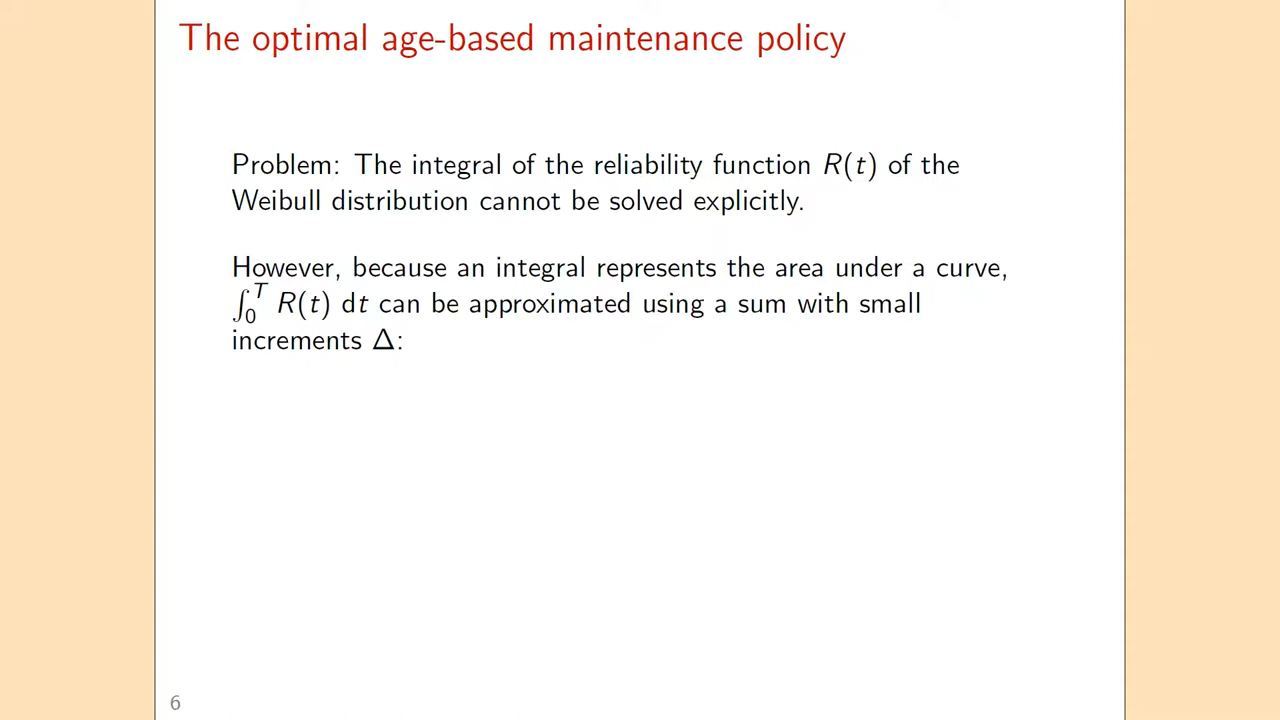 The optimal age-based maintenance policy
Problem: The integral of the reliability function R(t) of the
Weibull distribution cannot be solved explicitly.
However, because an integral represents the area under a curve,
∫₀ᵀ R(t) dt can be approximated using a sum with small
increments Δ:
6